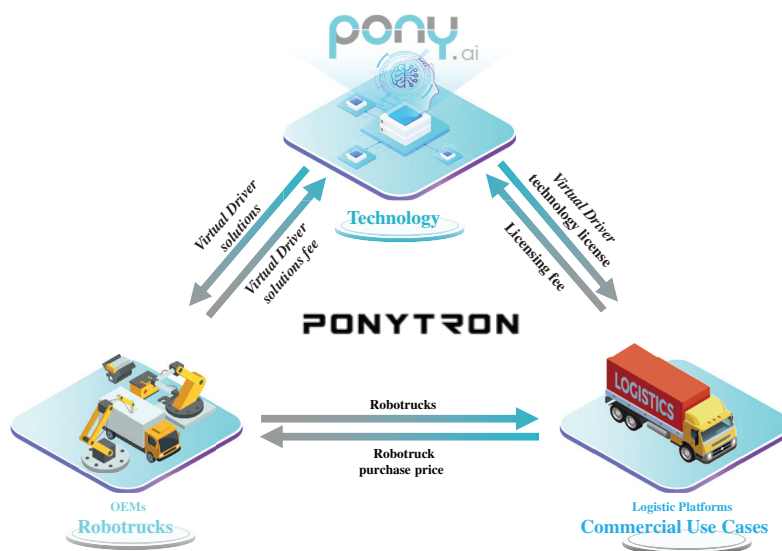 pony.ai
Technology
Virtual Driver
solutions
Virtual Driver
solutions fee
Virtual Driver
technology license
Licensing fee
PONYTRON
LOGISTICS
Robotrucks
Robotruck
purchase price
OEMs
Robotrucks
Logistic Platforms
Commercial Use Cases